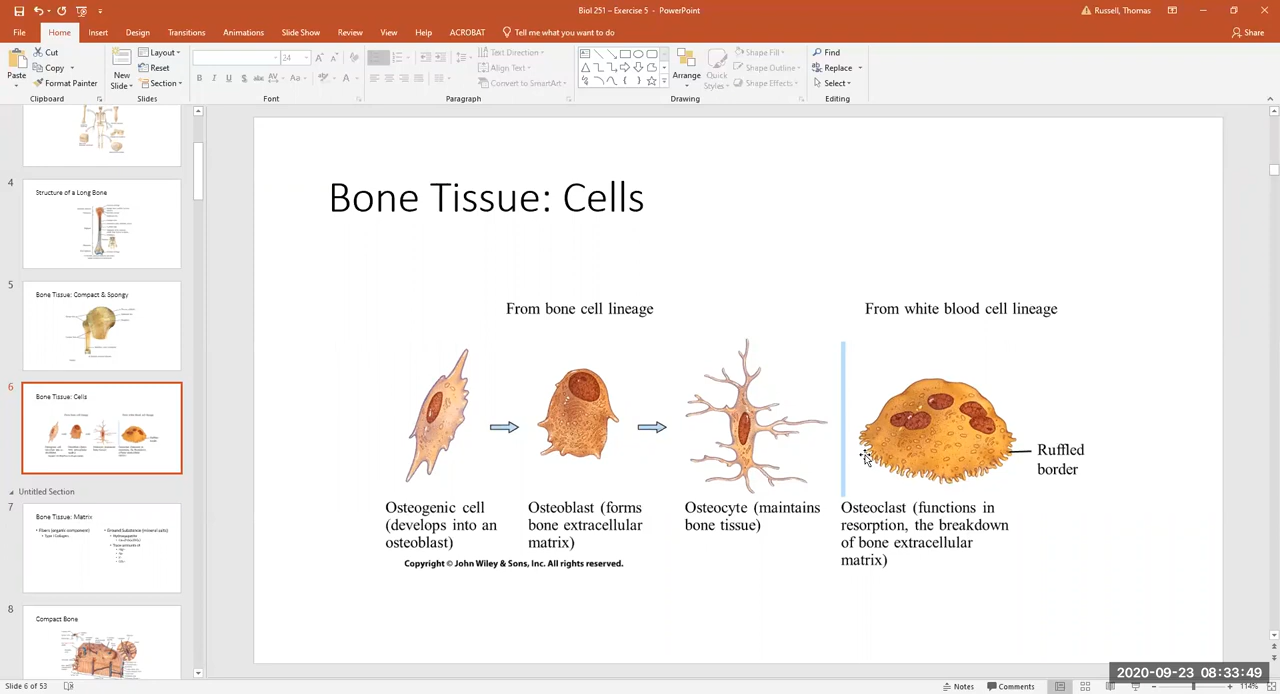 Biol 251 – Exercise 5 - PowerPoint
Russell, Thomas
File Home Insert Design Transitions Animations Slide Show Review View Help ACROBAT Tell me what you want to do
Share
Paste
Cut
Copy
Format Painter
Clipboard
New
Slide
Layout
Reset
Section
Slides
24
B I U S abc AV Aa A
Font
Text Direction
Align Text
Convert to SmartArt
Paragraph
Arrange
Quick
Styles
Shape Fill
Shape Outline
Shape Effects
Drawing
Find
Replace
Select
Editing
4
Structure of a Long Bone
5
Bone Tissue: Compact & Spongy
6
Bone Tissue: Cells
Untitled Section
7
Bone Tissue: Matrix
8
Compact Bone
Bone Tissue: Cells
From bone cell lineage
From white blood cell lineage
Ruffled
border
Osteogenic cell
(develops into an
osteoblast)
Osteoblast (forms
bone extracellular
matrix)
Osteocyte (maintains
bone tissue)
Osteoclast (functions in
resorption, the breakdown
of bone extracellular
matrix)
Copyright © John Wiley & Sons, Inc. All rights reserved.
2020-09-23 08:33:49
Slide 6 of 53
Notes
Comments
114%